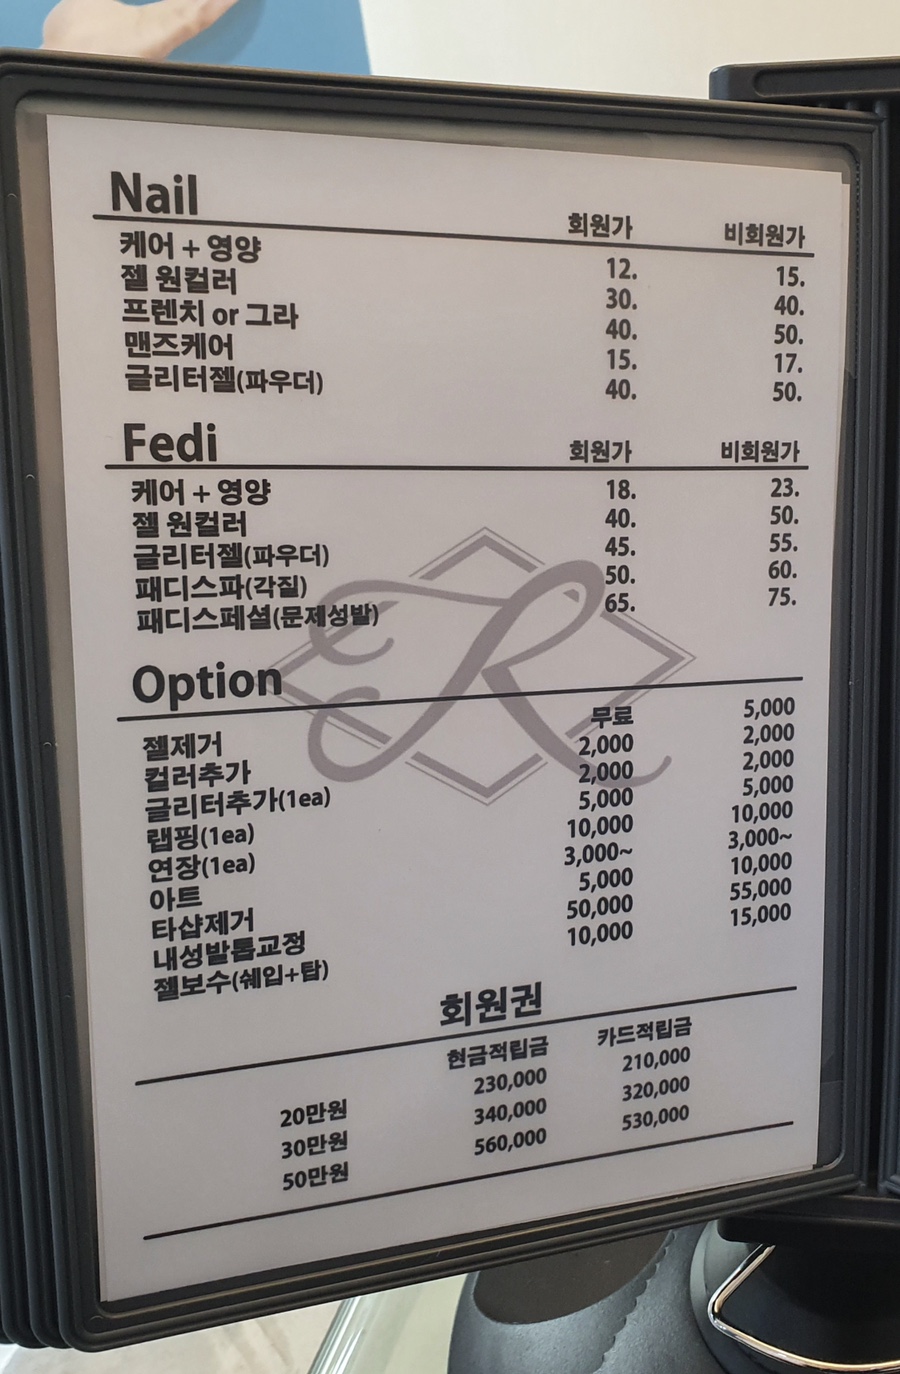 Nail 회원가 비회원가
케어 + 영양 12. 15.
젤 원컬러 30. 40.
프렌치 or 그라 40. 50.
맨즈케어 15. 17.
글리터젤(파우더) 40. 50.
Fedi 회원가 비회원가
케어 + 영양 18. 23.
젤 원컬러 40. 50.
글리터젤(파우더) 45. 55.
패디스파(각질) 50. 60.
패디스페셜(문제성발) 65. 75.
Option
젤제거 무료 5,000
컬러추가 2,000 2,000
글리터추가(1ea) 2,000 2,000
랩핑(1ea) 5,000 5,000
연장(1ea) 10,000 10,000
아트 3,000~ 3,000~
타샵제거 5,000 10,000
내성발톱교정 50,000 55,000
젤보수(쉐입+탑) 10,000 15,000
회원권
현금적립금 카드적립금
20만원 230,000 210,000
30만원 340,000 320,000
50만원 560,000 530,000